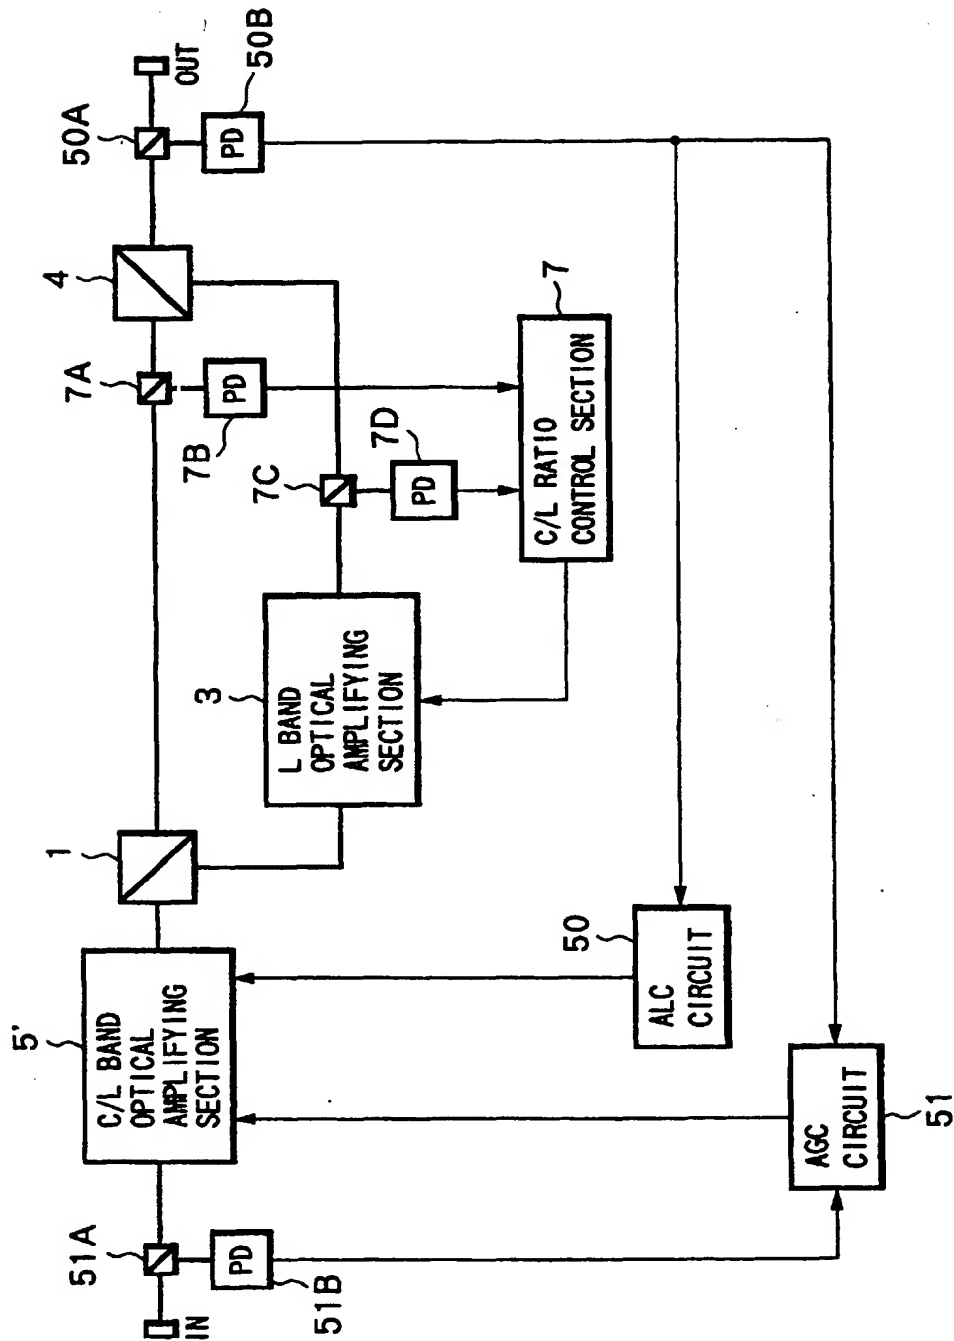 IN
51A
PD
51B
5'
C/L BAND
OPTICAL
AMPLIFYING
SECTION
1
3
L BAND
OPTICAL
AMPLIFYING
SECTION
7A
PD
7B
7C
PD
7D
4
50A
OUT
PD
50B
7
C/L RATIO
CONTROL SECTION
50
ALC
CIRCUIT
AGC
CIRCUIT
51